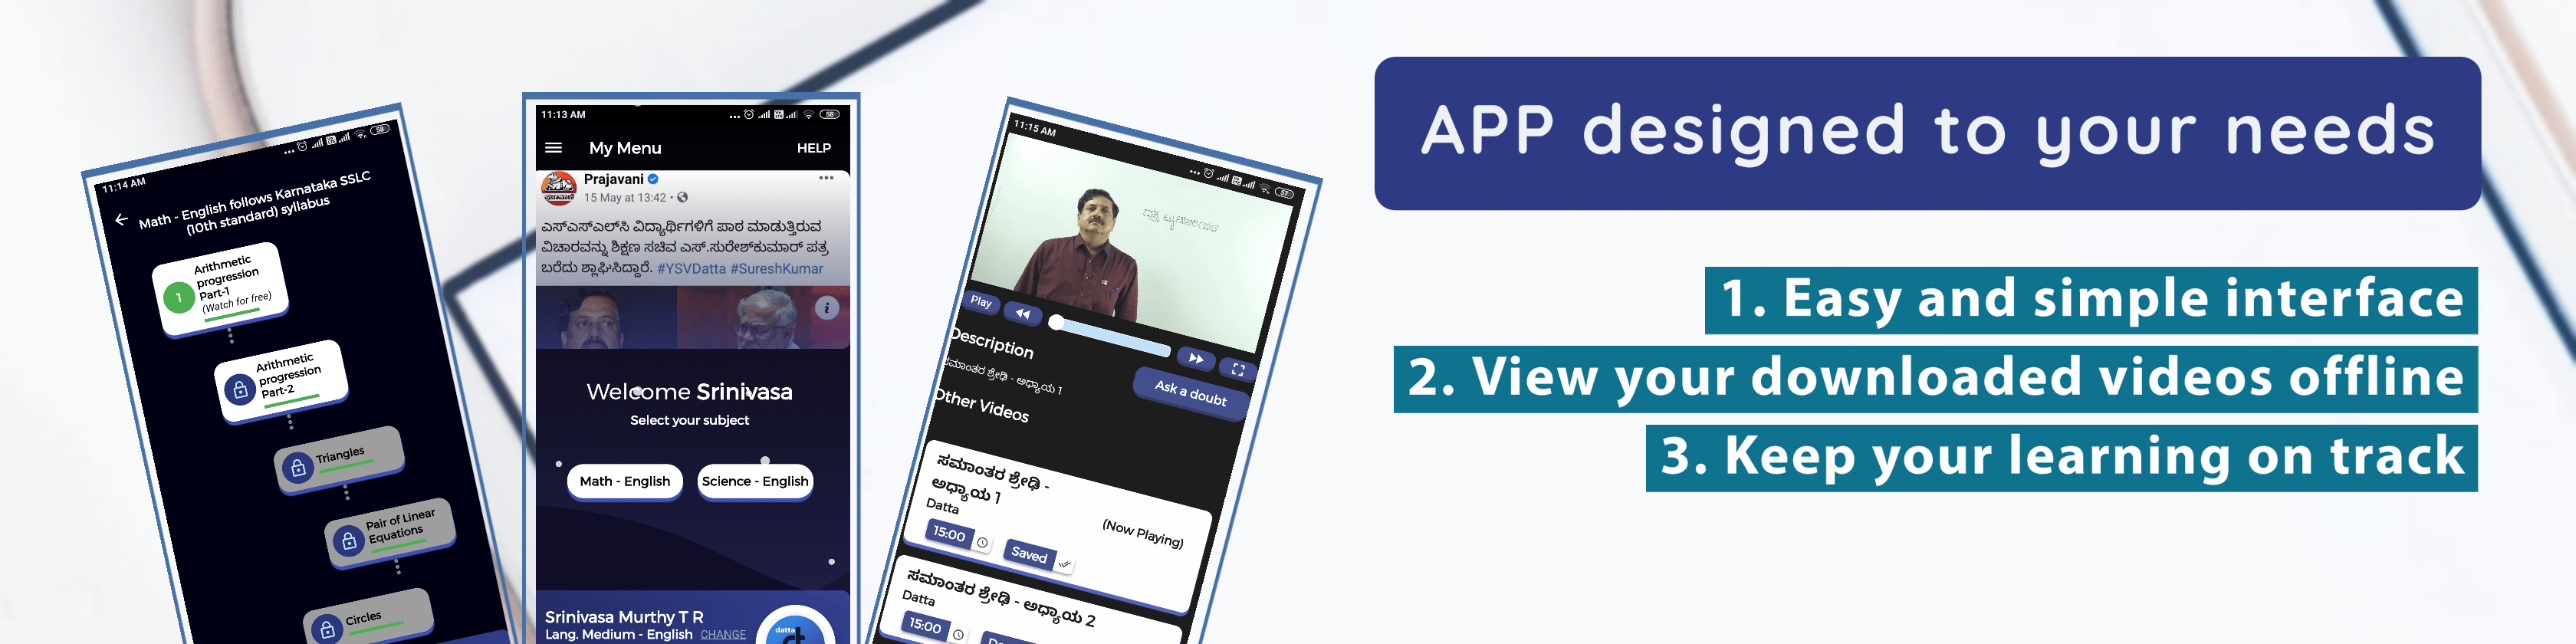 11:14 AM
58
Math - English follows Karnataka SSLC
(10th standard) syllabus
1
Arithmetic
progression
Part-1
(Watch for free)
Arithmetic
progression
Part-2
Triangles
Pair of Linear
Equations
Circles
11:13 AM
58
My Menu
HELP
Prajavani
15 May at 13:42
ಎಸ್‌ಎಸ್‌ಎಲ್‌ಸಿ ವಿದ್ಯಾರ್ಥಿಗಳಿಗೆ ಪಾಠ ಮಾಡುತ್ತಿರುವ
ವಿಚಾರವನ್ನು ಶಿಕ್ಷಣ ಸಚಿವ ಎಸ್.ಸುರೇಶ್‌ಕುಮಾರ್ ಪತ್ರ
ಬರೆದು ಶ್ಲಾಘಿಸಿದ್ದಾರೆ. #YSVDatta #SureshKumar
Welcome Srinivasa
Select your subject
Math - English
Science - English
Srinivasa Murthy T R
Lang. Medium - English CHANGE
datta
11:15 AM
57
Play
Description
ಸಮಾಂತರ ಶ್ರೇಢಿ - ಅಧ್ಯಾಯ 1
Ask a doubt
Other Videos
ಸಮಾಂತರ ಶ್ರೇಢಿ -
ಅಧ್ಯಾಯ 1
Datta
(Now Playing)
15:00
Saved
ಸಮಾಂತರ ಶ್ರೇಢಿ - ಅಧ್ಯಾಯ 2
Datta
15:00
APP designed to your needs
1. Easy and simple interface
2. View your downloaded videos offline
3. Keep your learning on track